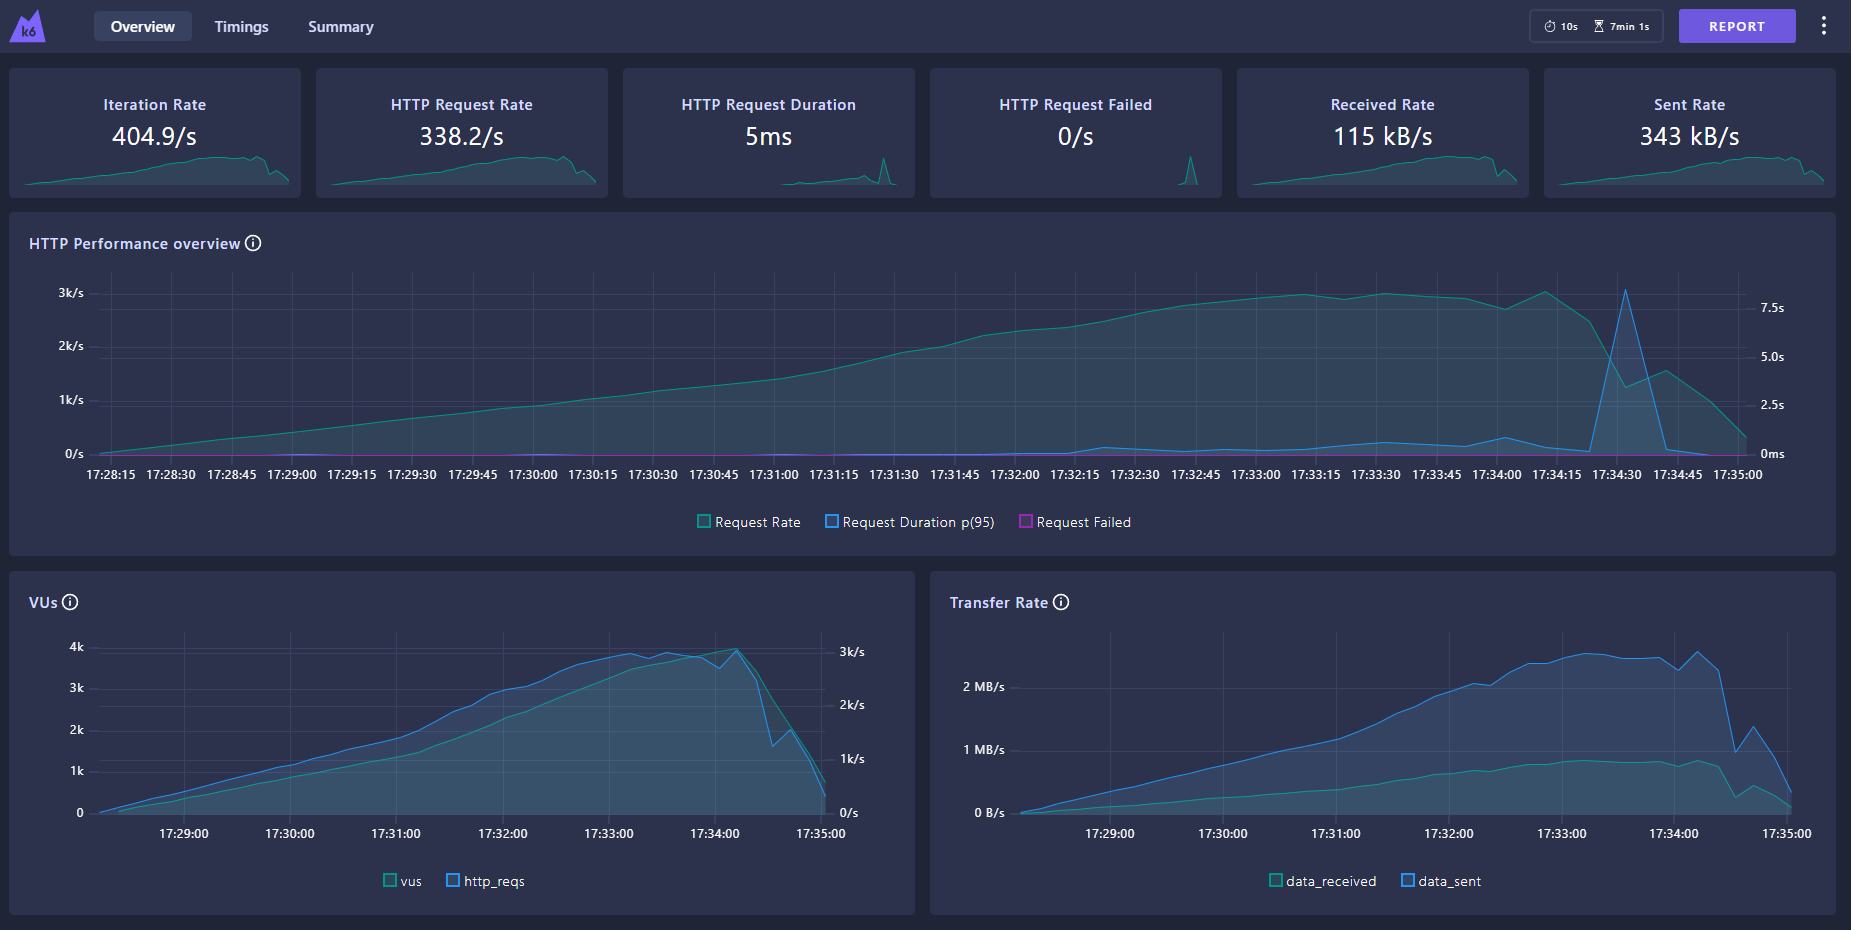 k6 Overview Timings Summary 10s 7min 1s REPORT
Iteration Rate
404.9/s
HTTP Request Rate
338.2/s
HTTP Request Duration
5ms
HTTP Request Failed
0/s
Received Rate
115 kB/s
Sent Rate
343 kB/s
HTTP Performance overview
3k/s
2k/s
1k/s
0/s
7.5s
5.0s
2.5s
0ms
17:28:15 17:28:30 17:28:45 17:29:00 17:29:15 17:29:30 17:29:45 17:30:00 17:30:15 17:30:30 17:30:45 17:31:00 17:31:15 17:31:30 17:31:45 17:32:00 17:32:15 17:32:30 17:32:45 17:33:00 17:33:15 17:33:30 17:33:45 17:34:00 17:34:15 17:34:30 17:34:45 17:35:00
Request Rate Request Duration p(95) Request Failed
VUs
4k
3k
2k
1k
0
3k/s
2k/s
1k/s
0/s
17:29:00 17:30:00 17:31:00 17:32:00 17:33:00 17:34:00 17:35:00
vus http_reqs
Transfer Rate
2 MB/s
1 MB/s
0 B/s
17:29:00 17:30:00 17:31:00 17:32:00 17:33:00 17:34:00 17:35:00
data_received data_sent